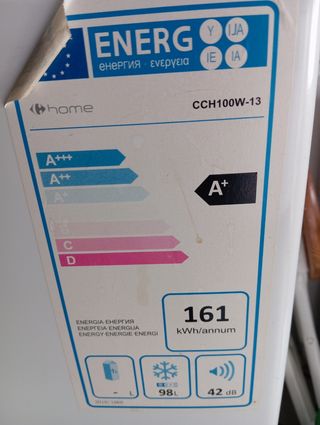 ENERG Y IJA
енергия · ενεργεια IE IA
home CCH100W-13
A+++
A++
A+
A+
C
D
161
kWh/annum
ENERGIA·ЕНЕРГИЯ
ΕΝΕΡΓΕΙΑ·ENERGIJA
ENERGY·ENERGIE·ENERGI
- L
98L
42 dB